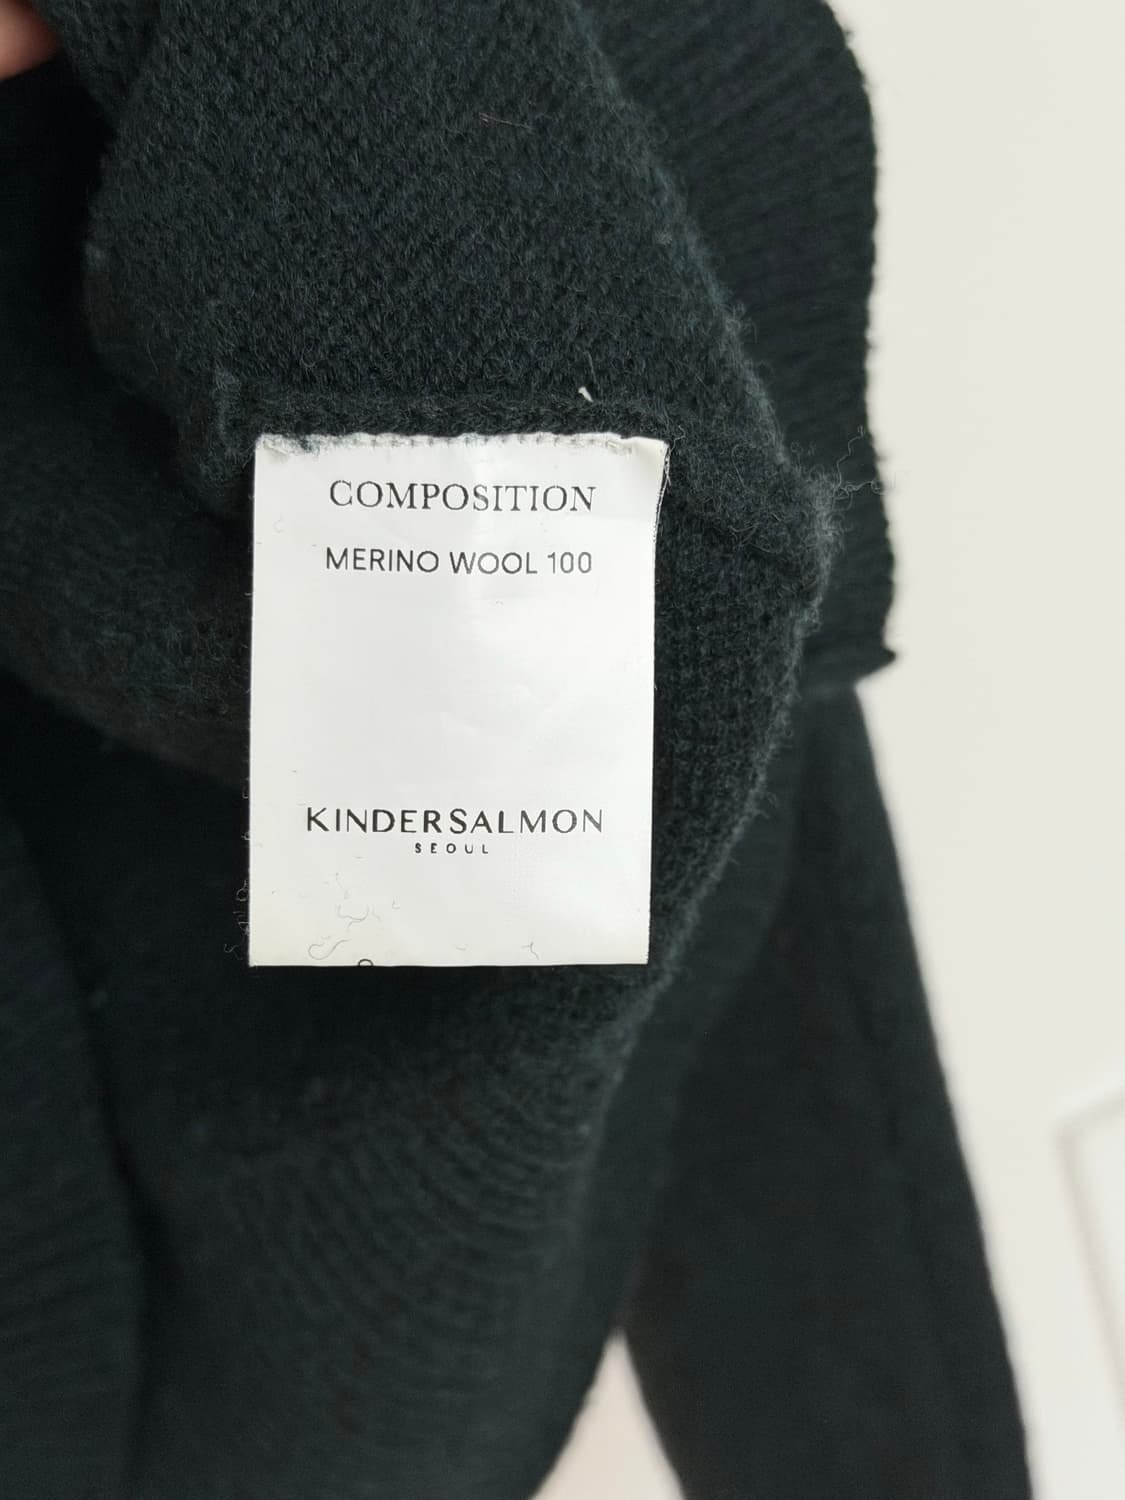 COMPOSITION
MERINO WOOL 100
KINDERSALMON
SEOUL